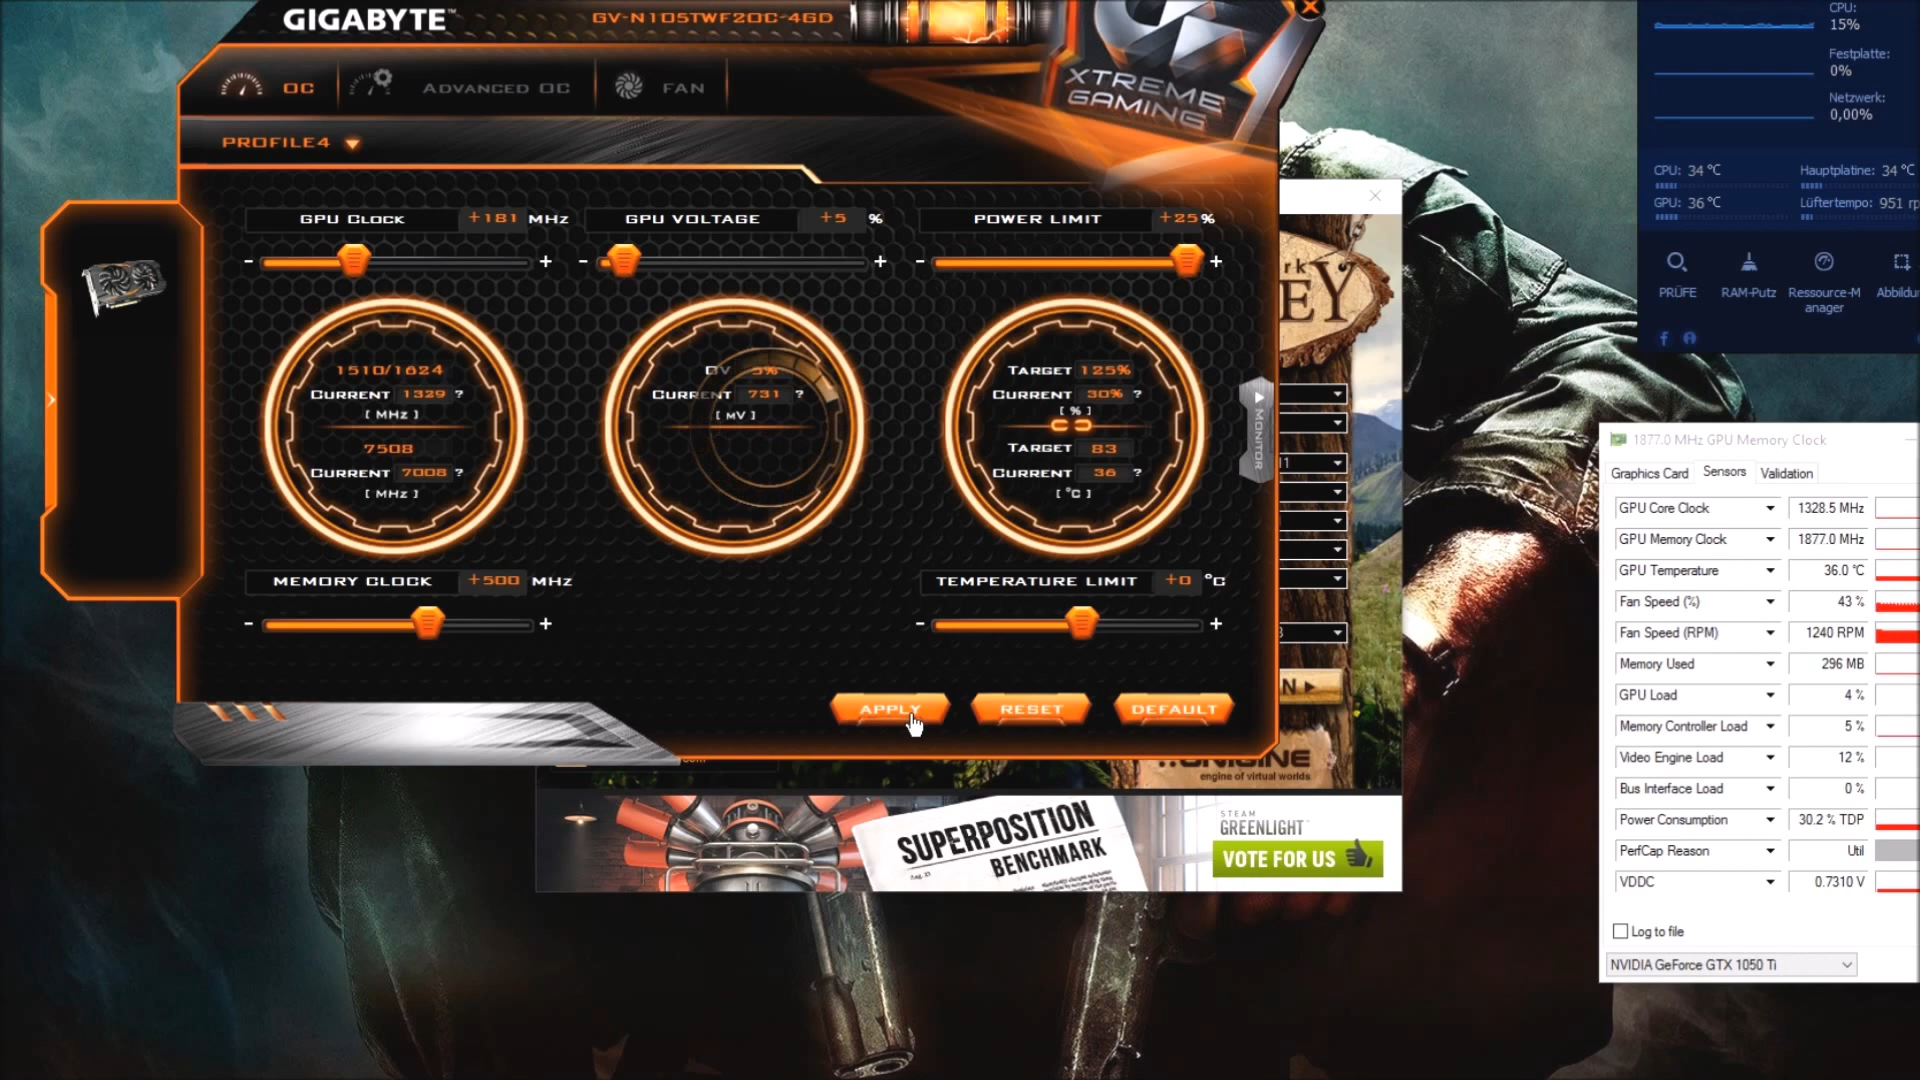 GIGABYTE™
GV-N105TWF2OC-4GD
XTREME
GAMING
OC
ADVANCED OC
FAN
PROFILE4
GPU CLOCK +181 MHZ
GPU VOLTAGE +5 %
POWER LIMIT +25%
- +
- +
- +
1510/1624
CURRENT 1329 ?
[ MHZ ]
7508
CURRENT 7008 ?
[ MHZ ]
OV 5%
CURRENT 731 ?
[ MV ]
TARGET 125%
CURRENT 30% ?
[ % ]
TARGET 83
CURRENT 36 ?
[ °C ]
MONITOR
MEMORY CLOCK +500 MHZ
- +
TEMPERATURE LIMIT +0 °C
- +
APPLY
RESET
DEFAULT
EY
engine of virtual worlds
SUPERPOSITION
BENCHMARK
STEAM
GREENLIGHT
VOTE FOR US
CPU:
15%
Festplatte:
0%
Netzwerk:
0,00%
CPU: 34 °C
Hauptplatine: 34 °C
GPU: 36 °C
Lüftertempo: 951 rp
PRÜFE
RAM-Putz
Ressource-M
anager
Abbildu
1877.0 MHz GPU Memory Clock
Graphics Card Sensors Validation
GPU Core Clock 1328.5 MHz
GPU Memory Clock 1877.0 MHz
GPU Temperature 36.0 °C
Fan Speed (%) 43 %
Fan Speed (RPM) 1240 RPM
Memory Used 296 MB
GPU Load 4 %
Memory Controller Load 5 %
Video Engine Load 12 %
Bus Interface Load 0 %
Power Consumption 30.2 % TDP
PerfCap Reason Util
VDDC 0.7310 V
Log to file
NVIDIA GeForce GTX 1050 Ti